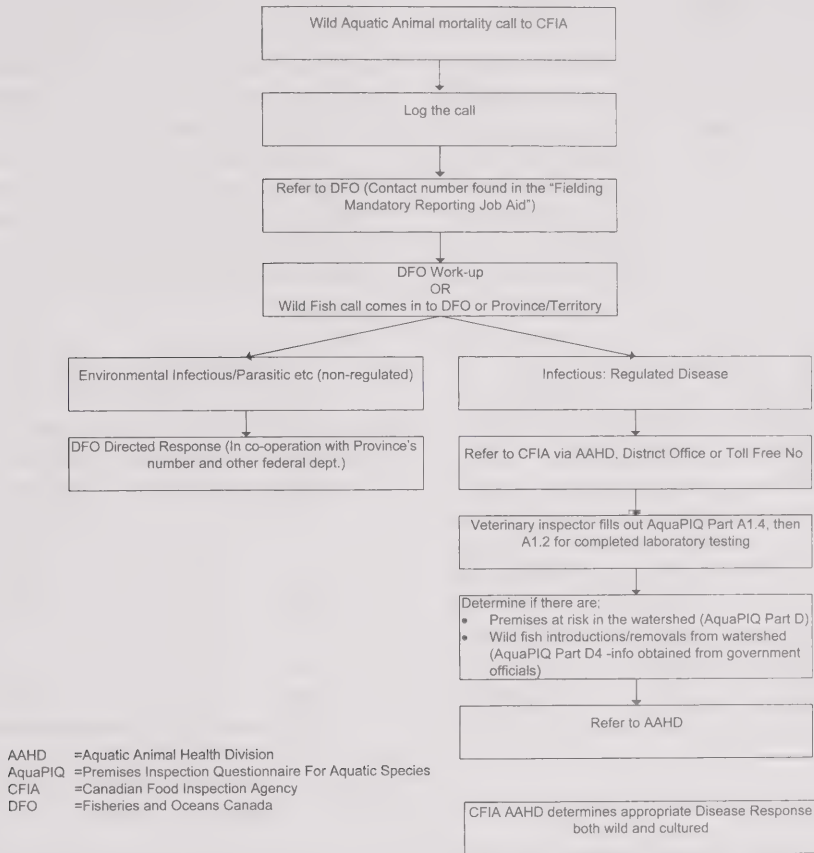 Wild Aquatic Animal mortality call to CFIA
Log the call
Refer to DFO (Contact number found in the "Fielding
Mandatory Reporting Job Aid")
DFO Work-up
OR
Wild Fish call comes in to DFO or Province/Territory
Environmental Infectious/Parasitic etc (non-regulated)
Infectious: Regulated Disease
DFO Directed Response (In co-operation with Province's
number and other federal dept.)
Refer to CFIA via AAHD, District Office or Toll Free No
Veterinary inspector fills out AquaPIQ Part A1.4, then
A1.2 for completed laboratory testing
Determine if there are;
• Premises at risk in the watershed (AquaPIQ Part D)
• Wild fish introductions/removals from watershed
(AquaPIQ Part D4 -info obtained from government
officials)
Refer to AAHD
AAHD =Aquatic Animal Health Division
AquaPIQ =Premises Inspection Questionnaire For Aquatic Species
CFIA =Canadian Food Inspection Agency
DFO =Fisheries and Oceans Canada
CFIA AAHD determines appropriate Disease Response
both wild and cultured